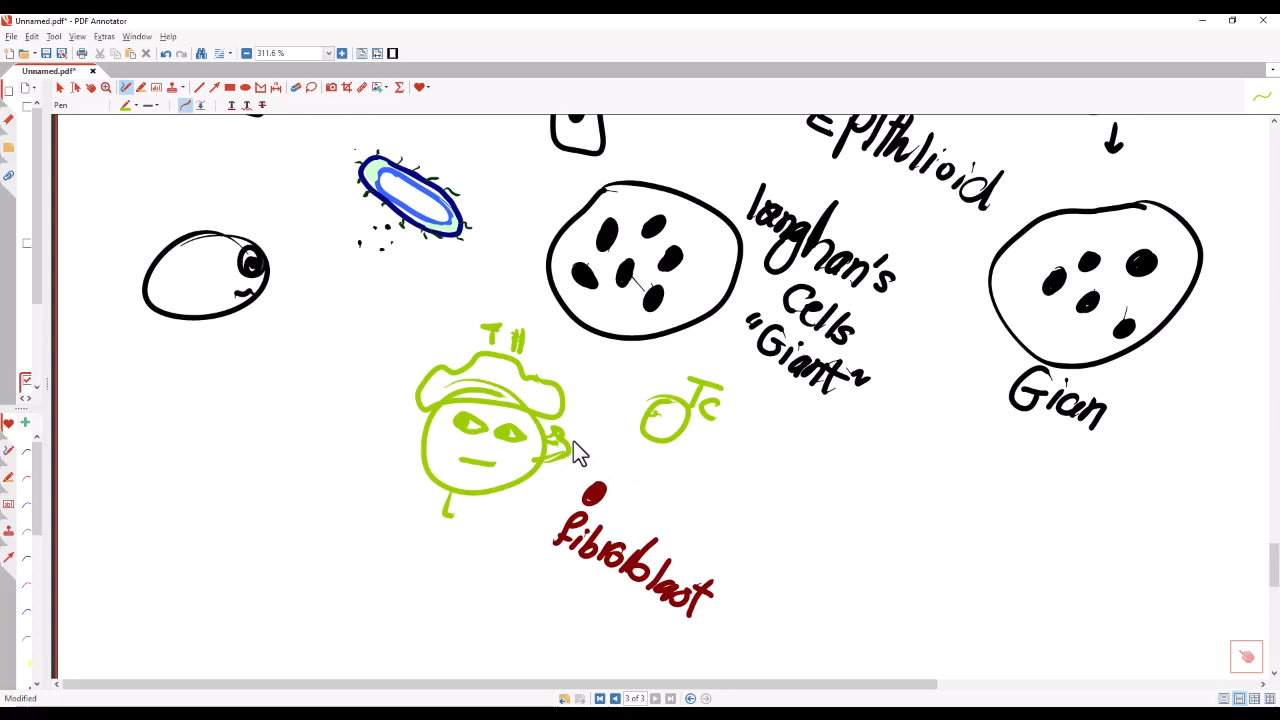 Unnamed.pdf* - PDF Annotator
File Edit Tool View Extras Window Help
311.6 %
Unnamed.pdf*
Pen
Epithlioid
langhan's
cells
"Giant"
Gian
TH
TC
fibroblast
Modified
3 of 3